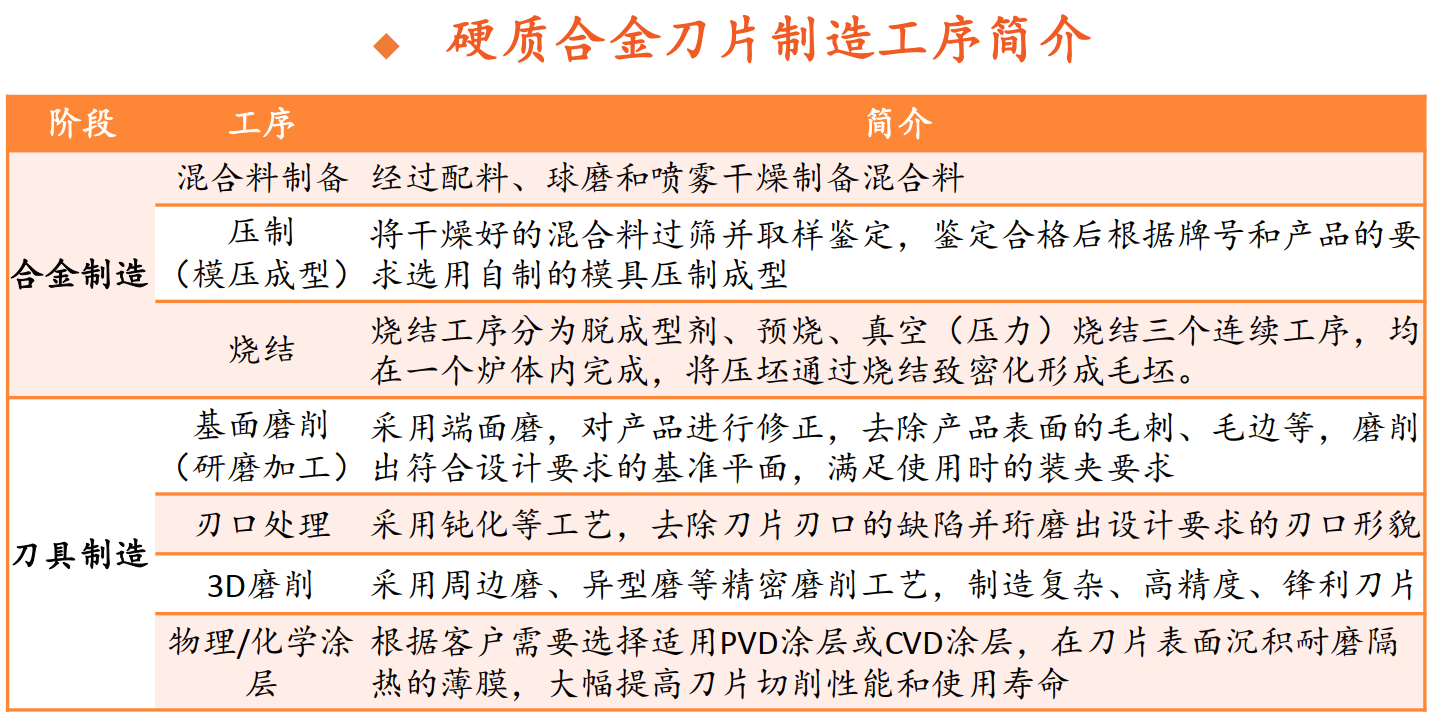 ◆ 硬质合金刀片制造工序简介
阶段 工序 简介
合金制造
混合料制备 经过配料、球磨和喷雾干燥制备混合料
压制
（模压成型）
将干燥好的混合料过筛并取样鉴定，鉴定合格后根据牌号和产品的要
求选用自制的模具压制成型
烧结
烧结工序分为脱成型剂、预烧、真空（压力）烧结三个连续工序，均
在一个炉体内完成，将压坯通过烧结致密化形成毛坯。
刀具制造
基面磨削
（研磨加工）
采用端面磨，对产品进行修正，去除产品表面的毛刺、毛边等，磨削
出符合设计要求的基准平面，满足使用时的装夹要求
刃口处理 采用钝化等工艺，去除刀片刃口的缺陷并珩磨出设计要求的刃口形貌
3D磨削 采用周边磨、异型磨等精密磨削工艺，制造复杂、高精度、锋利刀片
物理/化学涂
层
根据客户需要选择适用PVD涂层或CVD涂层，在刀片表面沉积耐磨隔
热的薄膜，大幅提高刀片切削性能和使用寿命